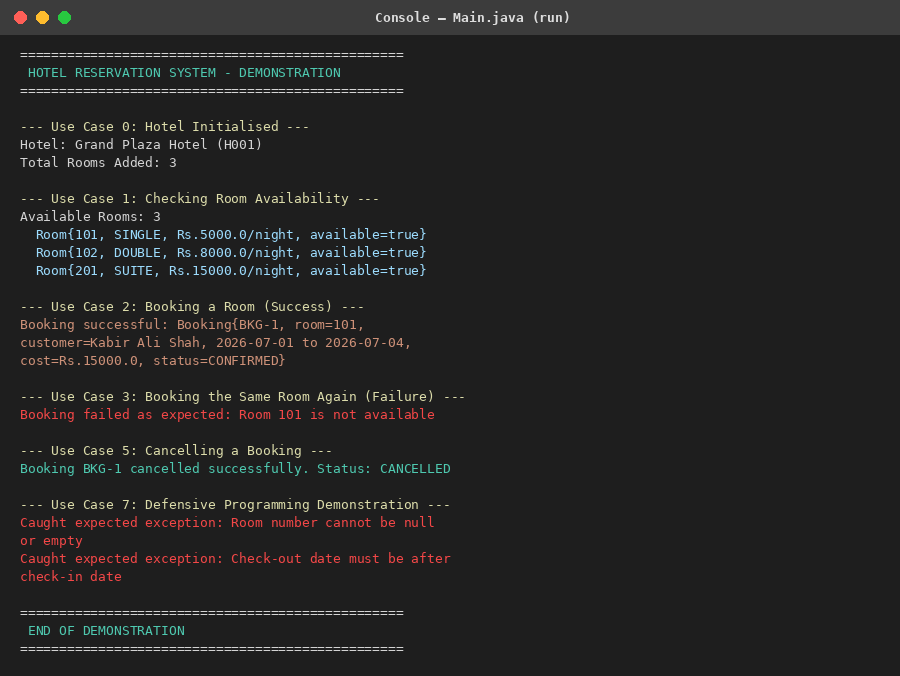 Console — Main.java (run)
=================================================
HOTEL RESERVATION SYSTEM - DEMONSTRATION
=================================================
--- Use Case 0: Hotel Initialised ---
Hotel: Grand Plaza Hotel (H001)
Total Rooms Added: 3
--- Use Case 1: Checking Room Availability ---
Available Rooms: 3
Room{101, SINGLE, Rs.5000.0/night, available=true}
Room{102, DOUBLE, Rs.8000.0/night, available=true}
Room{201, SUITE, Rs.15000.0/night, available=true}
--- Use Case 2: Booking a Room (Success) ---
Booking successful: Booking{BKG-1, room=101,
customer=Kabir Ali Shah, 2026-07-01 to 2026-07-04,
cost=Rs.15000.0, status=CONFIRMED}
--- Use Case 3: Booking the Same Room Again (Failure) ---
Booking failed as expected: Room 101 is not available
--- Use Case 5: Cancelling a Booking ---
Booking BKG-1 cancelled successfully. Status: CANCELLED
--- Use Case 7: Defensive Programming Demonstration ---
Caught expected exception: Room number cannot be null
or empty
Caught expected exception: Check-out date must be after
check-in date
=================================================
END OF DEMONSTRATION
=================================================